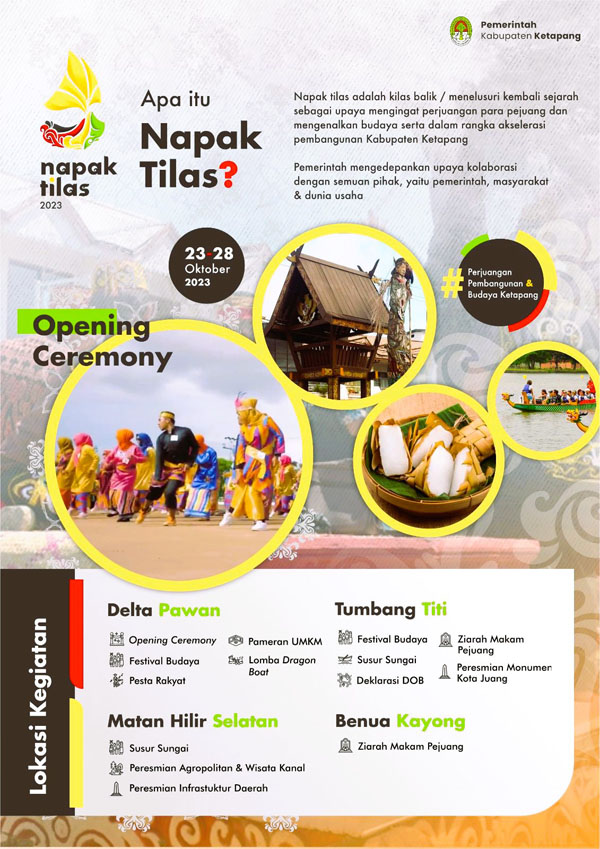 Pemerintah
Kabupaten Ketapang
napak
tilas
2023
Apa itu
Napak
Tilas?
Napak tilas adalah kilas balik / menelusuri kembali sejarah
sebagai upaya mengingat perjuangan para pejuang dan
mengenalkan budaya serta dalam rangka akselerasi
pembangunan Kabupaten Ketapang
Pemerintah mengedepankan upaya kolaborasi
dengan semuan pihak, yaitu pemerintah, masyarakat
& dunia usaha
23-28
Oktober
2023
#
Perjuangan
Pembangunan &
Budaya Ketapang
Opening
Ceremony
Lokasi Kegiatan
Delta Pawan
Opening Ceremony
Festival Budaya
Pesta Rakyat
Pameran UMKM
Lomba Dragon
Boat
Tumbang Titi
Festival Budaya
Susur Sungai
Deklarasi DOB
Ziarah Makam
Pejuang
Peresmian Monumen
Kota Juang
Matan Hilir Selatan
Susur Sungai
Peresmian Agropolitan & Wisata Kanal
Peresmian Infrastuktur Daerah
Benua Kayong
Ziarah Makam Pejuang